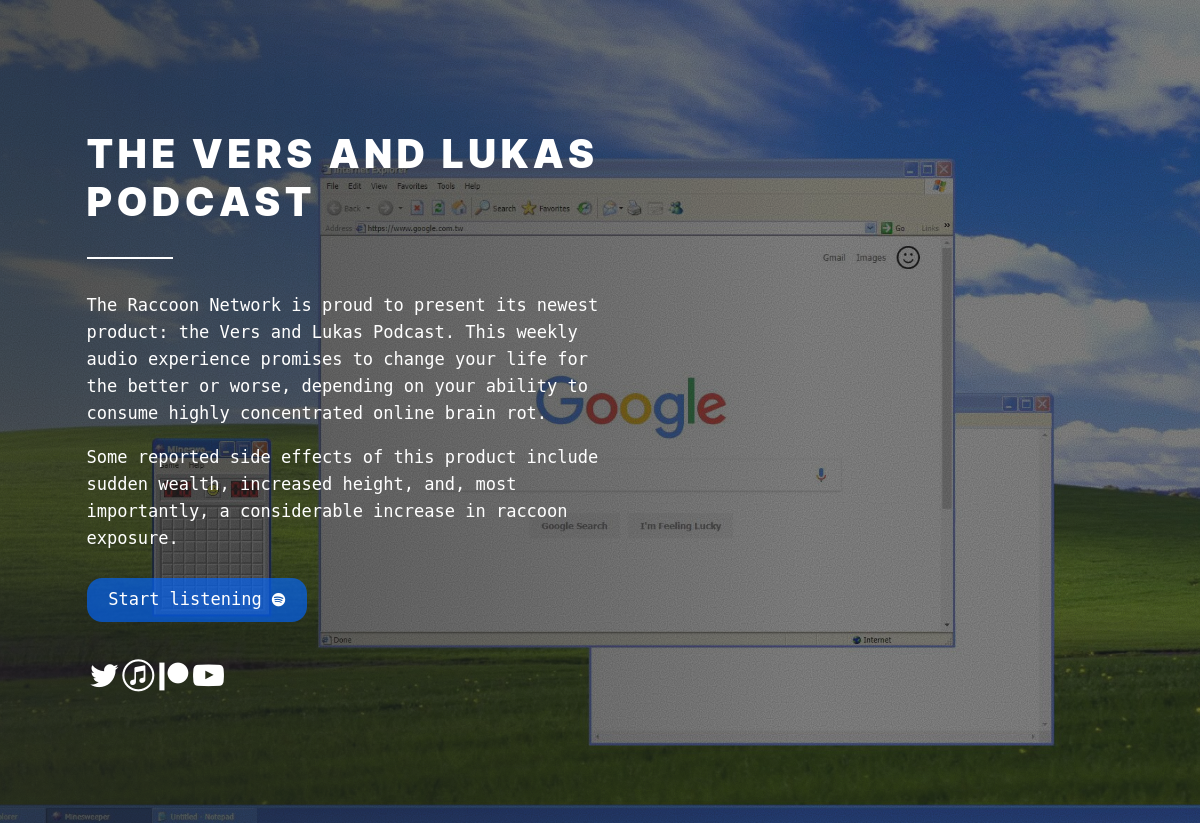 THE VERS AND LUKAS
PODCAST
The Raccoon Network is proud to present its newest
product: the Vers and Lukas Podcast. This weekly
audio experience promises to change your life for
the better or worse, depending on your ability to
consume highly concentrated online brain rot.
Some reported side effects of this product include
sudden wealth, increased height, and, most
importantly, a considerable increase in raccoon
exposure.
Start listening
Internet Explorer
File Edit View Favorites Tools Help
Back Search Favorites
Address https://www.google.com.tw Go Links »
Gmail Images
Google
Google Search I'm Feeling Lucky
Done Internet
Help
Minesweeper Untitled - Notepad